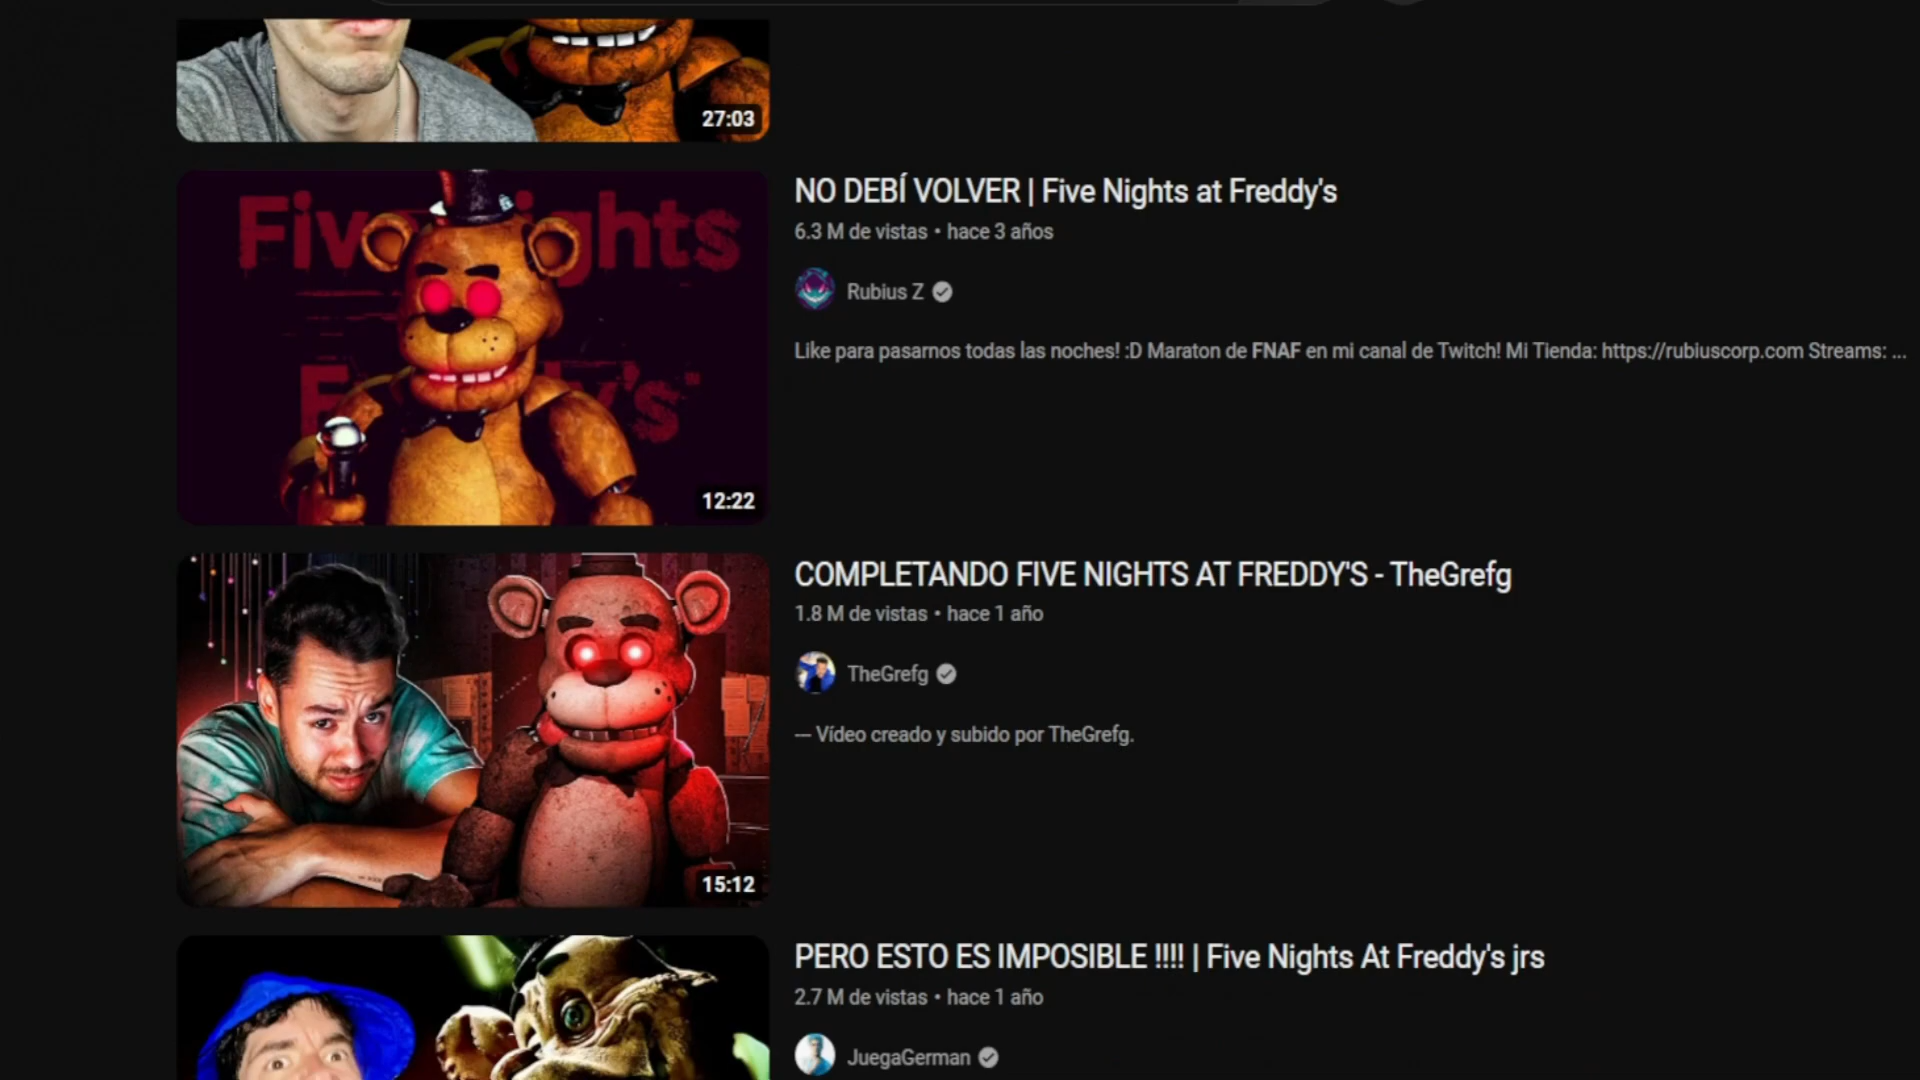 27:03
Five Nights
Freddy's
12:22
NO DEBÍ VOLVER | Five Nights at Freddy's
6.3 M de vistas • hace 3 años
Rubius Z
Like para pasarnos todas las noches! :D Maraton de FNAF en mi canal de Twitch! Mi Tienda: https://rubiuscorp.com Streams: ...
15:12
COMPLETANDO FIVE NIGHTS AT FREDDY'S - TheGrefg
1.8 M de vistas • hace 1 año
TheGrefg
--- Vídeo creado y subido por TheGrefg.
PERO ESTO ES IMPOSIBLE !!!! | Five Nights At Freddy's jrs
2.7 M de vistas • hace 1 año
JuegaGerman